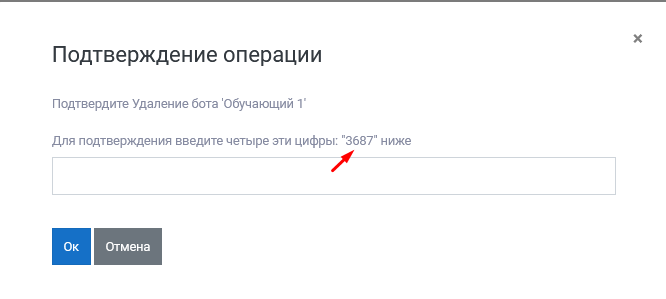 ×
Подтверждение операции
Подтвердите Удаление бота 'Обучающий 1'
Для подтверждения введите четыре эти цифры: "3687" ниже
Ок Отмена